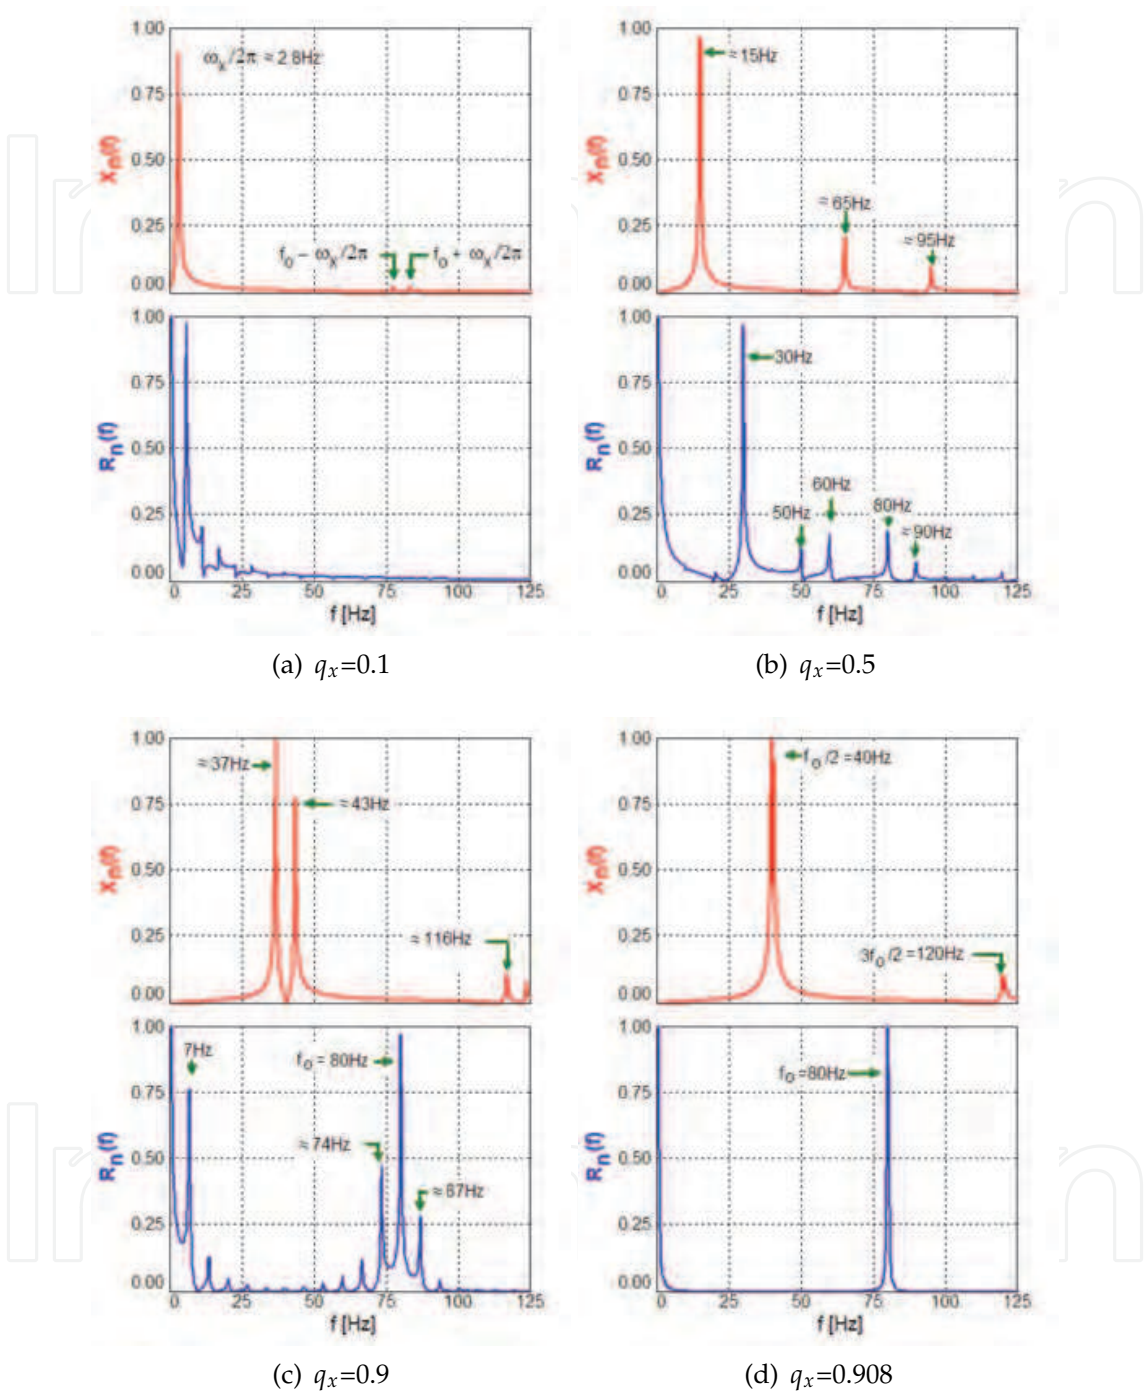 1.00
ωx/2π ≈ 2.8Hz
0.75
Xn(f)
0.50
0.25
fo − ωx/2π
fo + ωx/2π
0.00
1.00
0.75
Rn(f)
0.50
0.25
0.00
0 25 50 75 100 125
f [Hz]
(a) qx=0.1
1.00
≈15Hz
0.75
Xn(f)
0.50
0.25
≈65Hz
≈95Hz
0.00
1.00
30Hz
0.75
Rn(f)
0.50
0.25
50Hz
60Hz
80Hz
≈90Hz
0.00
0 25 50 75 100 125
f [Hz]
(b) qx=0.5
1.00
≈37Hz
0.75
≈43Hz
Xn(f)
0.50
0.25
≈116Hz
0.00
1.00
7Hz
fo = 80Hz
0.75
Rn(f)
0.50
≈74Hz
0.25
≈87Hz
0.00
0 25 50 75 100 125
f [Hz]
(c) qx=0.9
1.00
fo/2 =40Hz
0.75
Xn(f)
0.50
0.25
3fo/2 =120Hz
0.00
1.00
fo=80Hz
0.75
Rn(f)
0.50
0.25
0.00
0 25 50 75 100 125
f [Hz]
(d) qx=0.908